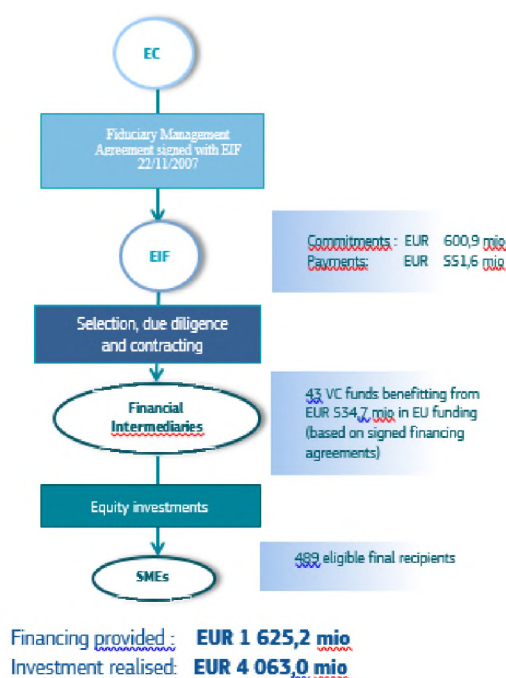 EC
Fiduciary Management
Agreement signed with EIF
22/11/2007
EIF
Commitments : EUR 600,9 mio
Payments: EUR 551,6 mio
Selection, due diligence
and contracting
Financial
Intermediaries
43 VC funds benefitting from
EUR 534,7 mio in EU funding
(based on signed financing
agreements)
Equity investments
SMEs
489 eligible final recipients
Financing provided : EUR 1 625,2 mio
Investment realised: EUR 4 063,0 mio